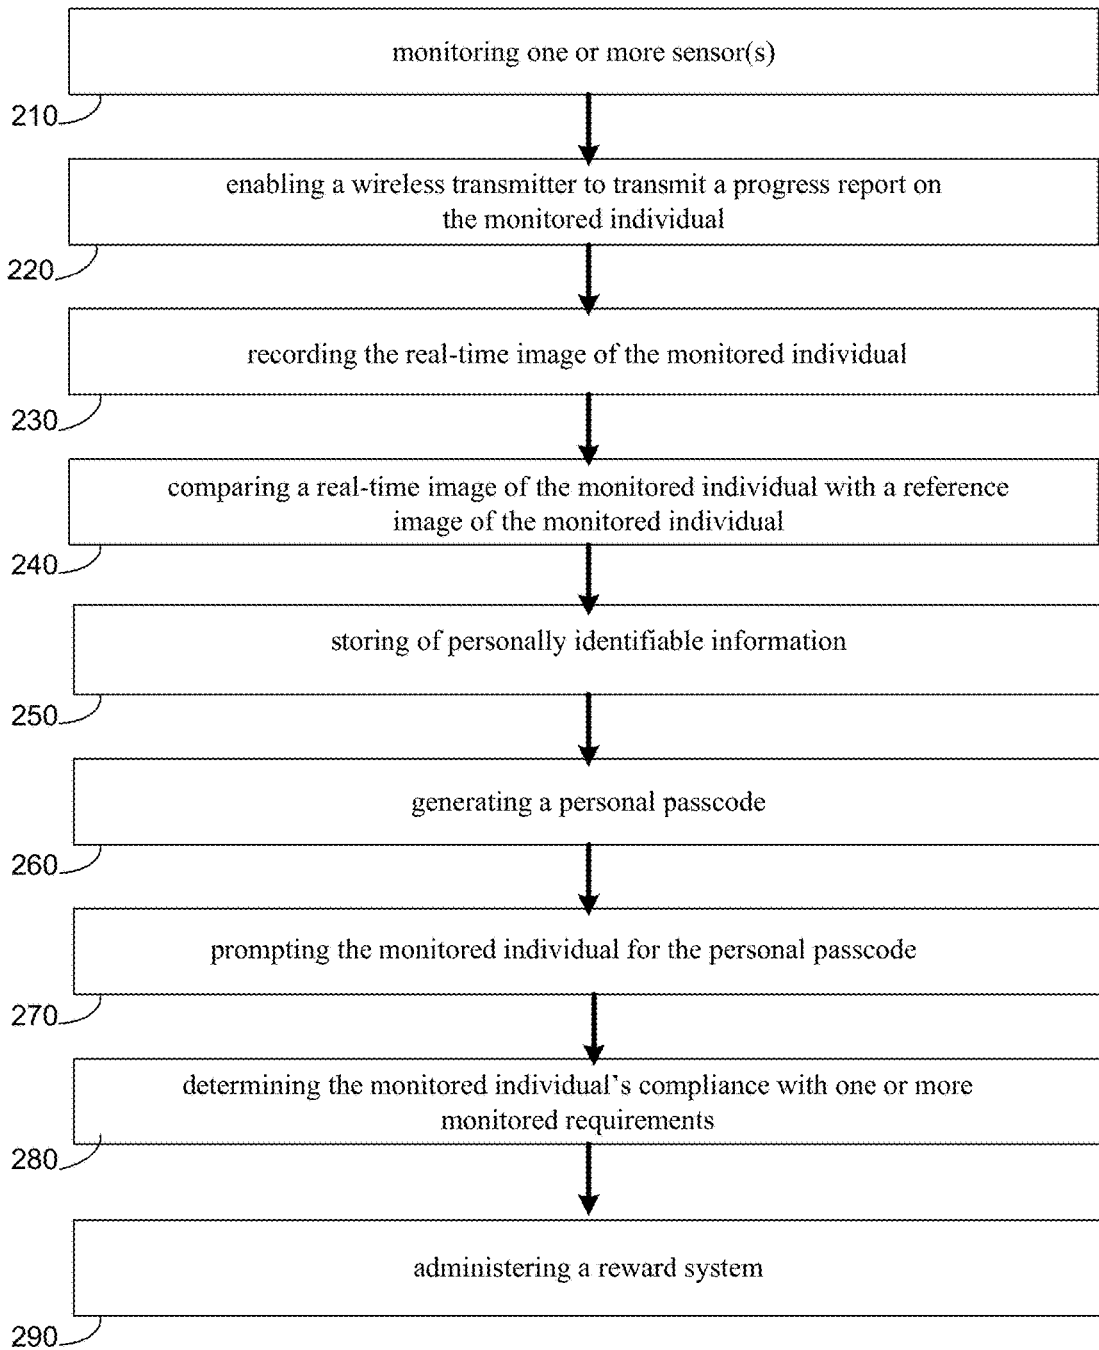 monitoring one or more sensor(s)
210
enabling a wireless transmitter to transmit a progress report on
the monitored individual
220
recording the real-time image of the monitored individual
230
comparing a real-time image of the monitored individual with a reference
image of the monitored individual
240
storing of personally identifiable information
250
generating a personal passcode
260
prompting the monitored individual for the personal passcode
270
determining the monitored individual's compliance with one or more
monitored requirements
280
administering a reward system
290